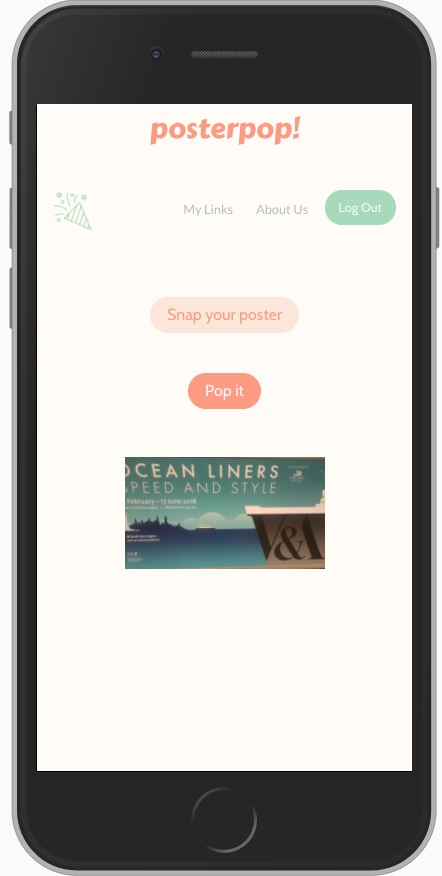 posterpop!
My Links
About Us
Log Out
Snap your poster
Pop it
OCEAN LINERS
SPEED AND STYLE
February – 17 June 2018
V&A